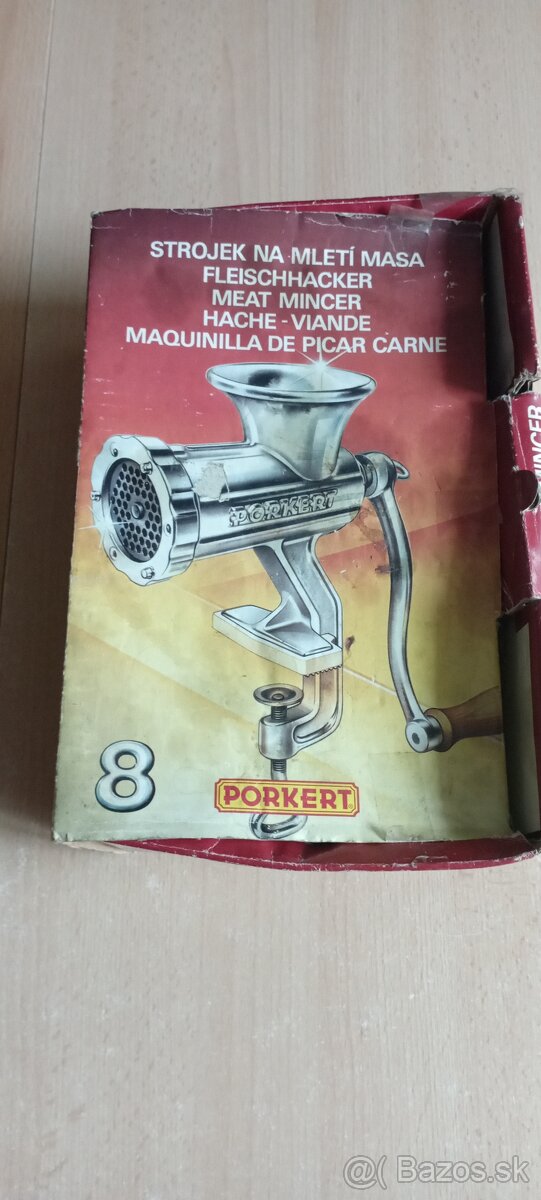 STROJEK NA MLETÍ MASA
FLEISCHHACKER
MEAT MINCER
HACHE - VIANDE
MAQUINILLA DE PICAR CARNE
PORKERT
8
PORKERT
MINCER
@( Bazos.sk